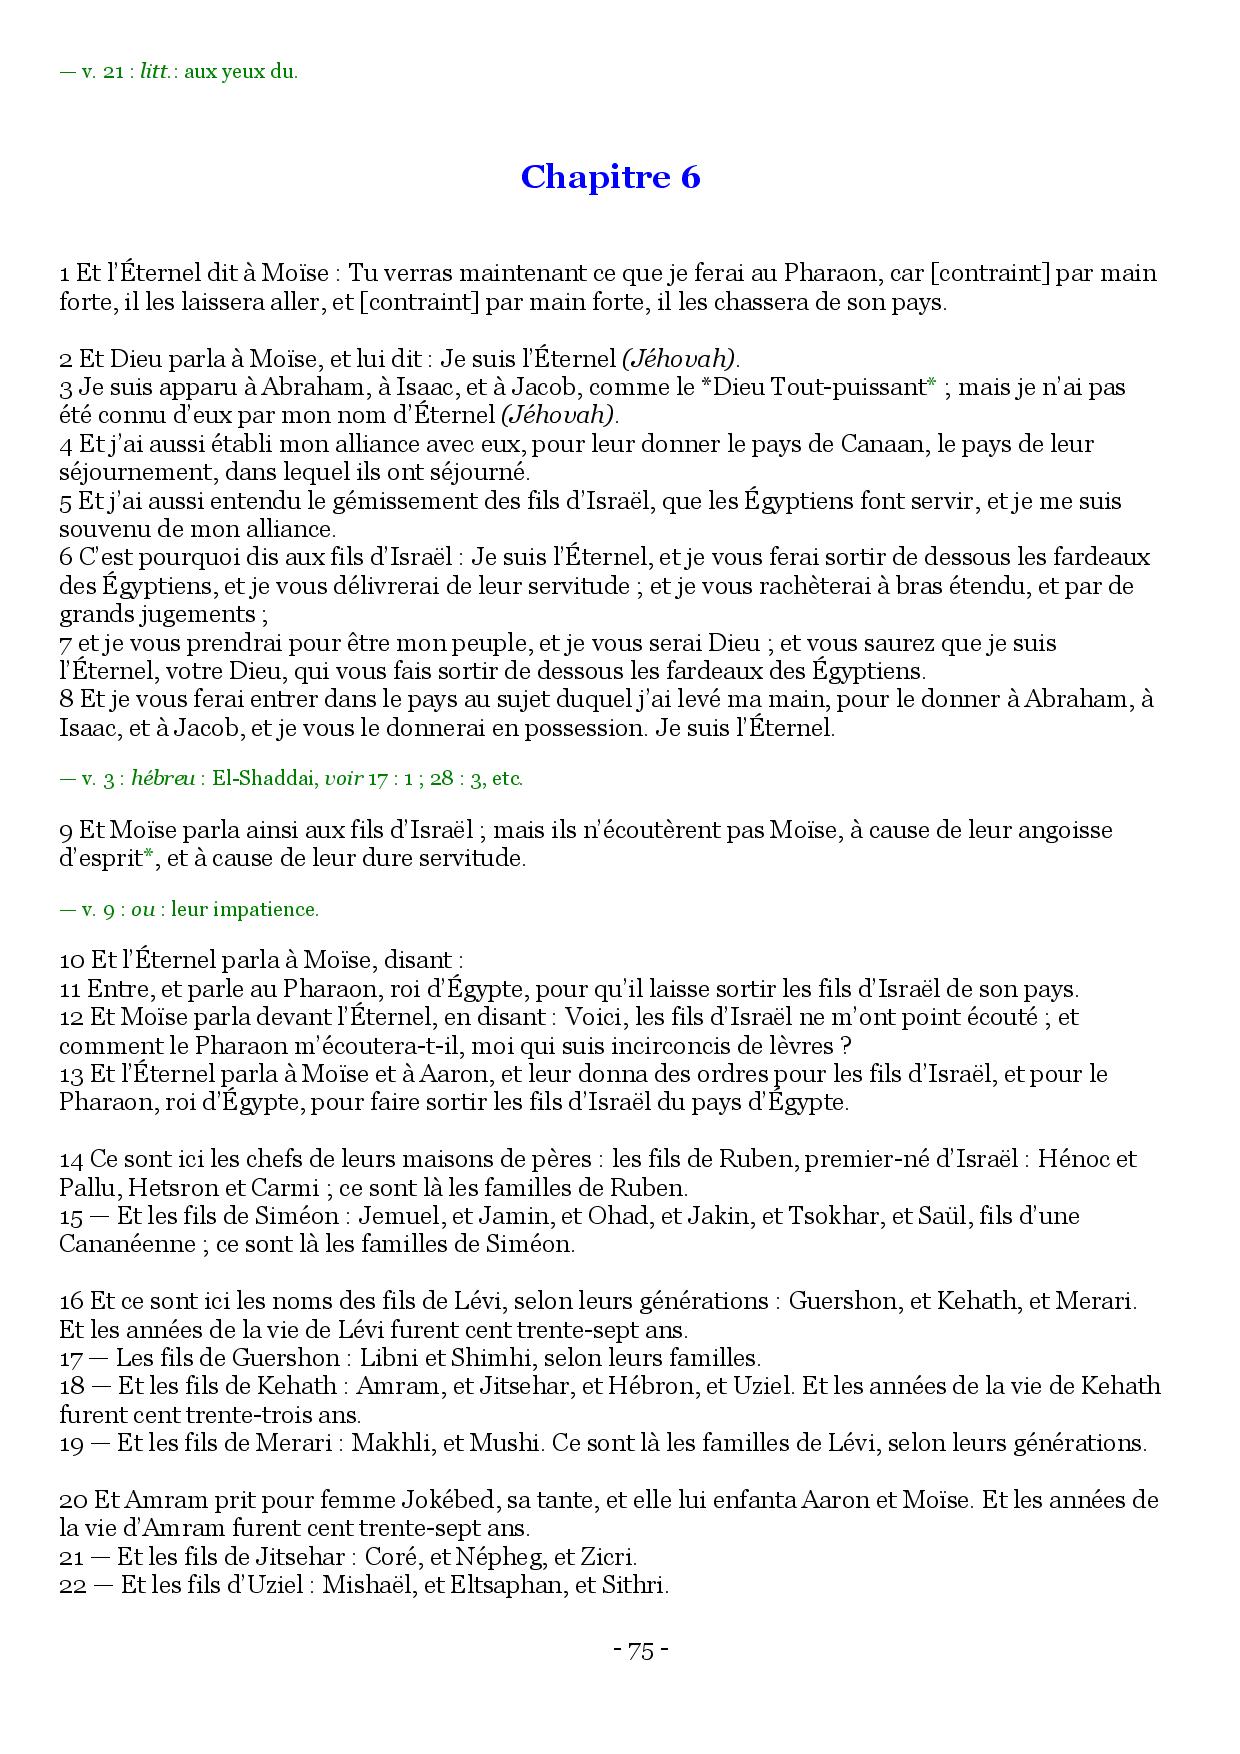 — v. 21 : litt.: aux yeux du.
Chapitre 6
1 Et l’Éternel dit à Moïse : Tu verras maintenant ce que je ferai au Pharaon, car [contraint] par main
forte, il les laissera aller, et [contraint] par main forte, il les chassera de son pays.
2 Et Dieu parla à Moïse, et lui dit : Je suis l’Éternel (Jéhovah).
3 Je suis apparu à Abraham, à Isaac, et à Jacob, comme le *Dieu Tout-puissant* ; mais je n’ai pas
été connu d’eux par mon nom d’Éternel (Jéhovah).
4 Et j’ai aussi établi mon alliance avec eux, pour leur donner le pays de Canaan, le pays de leur
séjournement, dans lequel ils ont séjourné.
5 Et j’ai aussi entendu le gémissement des fils d’Israël, que les Égyptiens font servir, et je me suis
souvenu de mon alliance.
6 C’est pourquoi dis aux fils d’Israël : Je suis l’Éternel, et je vous ferai sortir de dessous les fardeaux
des Égyptiens, et je vous délivrerai de leur servitude ; et je vous rachèterai à bras étendu, et par de
grands jugements ;
7 et je vous prendrai pour être mon peuple, et je vous serai Dieu ; et vous saurez que je suis
l’Éternel, votre Dieu, qui vous fais sortir de dessous les fardeaux des Égyptiens.
8 Et je vous ferai entrer dans le pays au sujet duquel j’ai levé ma main, pour le donner à Abraham, à
Isaac, et à Jacob, et je vous le donnerai en possession. Je suis l’Éternel.
— v. 3 : hébreu : El-Shaddai, voir 17 : 1 ; 28 : 3, etc.
9 Et Moïse parla ainsi aux fils d’Israël ; mais ils n’écoutèrent pas Moïse, à cause de leur angoisse
d’esprit*, et à cause de leur dure servitude.
— v. 9 : ou : leur impatience.
10 Et l’Éternel parla à Moïse, disant :
11 Entre, et parle au Pharaon, roi d’Égypte, pour qu’il laisse sortir les fils d’Israël de son pays.
12 Et Moïse parla devant l’Éternel, en disant : Voici, les fils d’Israël ne m’ont point écouté ; et
comment le Pharaon m’écoutera-t-il, moi qui suis incirconcis de lèvres ?
13 Et l’Éternel parla à Moïse et à Aaron, et leur donna des ordres pour les fils d’Israël, et pour le
Pharaon, roi d’Égypte, pour faire sortir les fils d’Israël du pays d’Égypte.
14 Ce sont ici les chefs de leurs maisons de pères : les fils de Ruben, premier-né d’Israël : Hénoc et
Pallu, Hetsron et Carmi ; ce sont là les familles de Ruben.
15 — Et les fils de Siméon : Jemuel, et Jamin, et Ohad, et Jakin, et Tsokhar, et Saül, fils d’une
Cananéenne ; ce sont là les familles de Siméon.
16 Et ce sont ici les noms des fils de Lévi, selon leurs générations : Guershon, et Kehath, et Merari.
Et les années de la vie de Lévi furent cent trente-sept ans.
17 — Les fils de Guershon : Libni et Shimhi, selon leurs familles.
18 — Et les fils de Kehath : Amram, et Jitsehar, et Hébron, et Uziel. Et les années de la vie de Kehath
furent cent trente-trois ans.
19 — Et les fils de Merari : Makhli, et Mushi. Ce sont là les familles de Lévi, selon leurs générations.
20 Et Amram prit pour femme Jokébed, sa tante, et elle lui enfanta Aaron et Moïse. Et les années de
la vie d’Amram furent cent trente-sept ans.
21 — Et les fils de Jitsehar : Coré, et Népheg, et Zicri.
22 — Et les fils d’Uziel : Mishaël, et Eltsaphan, et Sithri.
- 75 -